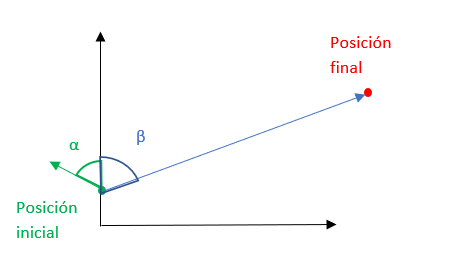 Posición
final
α
β
Posición
inicial